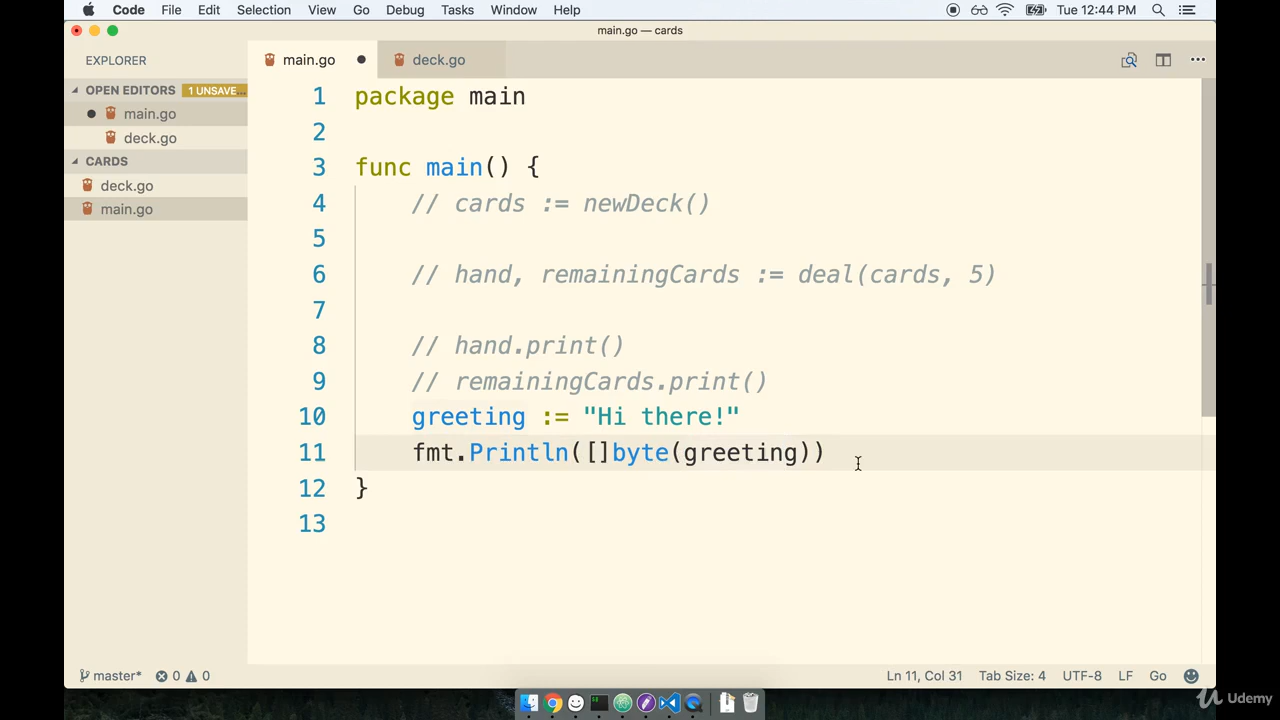 Code File Edit Selection View Go Debug Tasks Window Help Tue 12:44 PM
main.go — cards
EXPLORER
main.go deck.go
OPEN EDITORS 1 UNSAVE...
main.go
deck.go
CARDS
deck.go
main.go
1 package main
2
3 func main() {
4 // cards := newDeck()
5
6 // hand, remainingCards := deal(cards, 5)
7
8 // hand.print()
9 // remainingCards.print()
10 greeting := "Hi there!"
11 fmt.Println([]byte(greeting))
12 }
13
master* 0 0 Ln 11, Col 31 Tab Size: 4 UTF-8 LF Go
Udemy